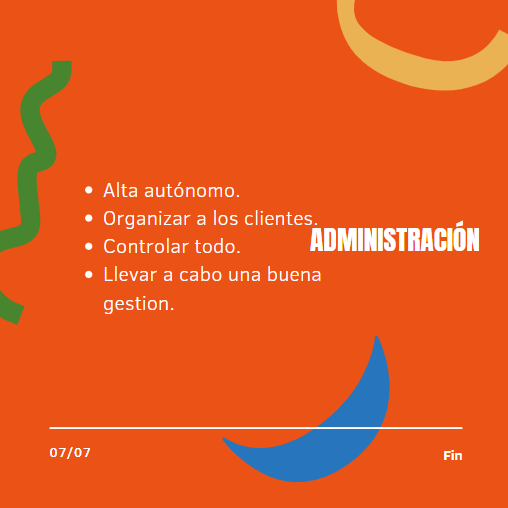 • Alta autónomo.
• Organizar a los clientes.
• Controlar todo.
• Llevar a cabo una buena
gestion.
ADMINISTRACIÓN
07/07
Fin